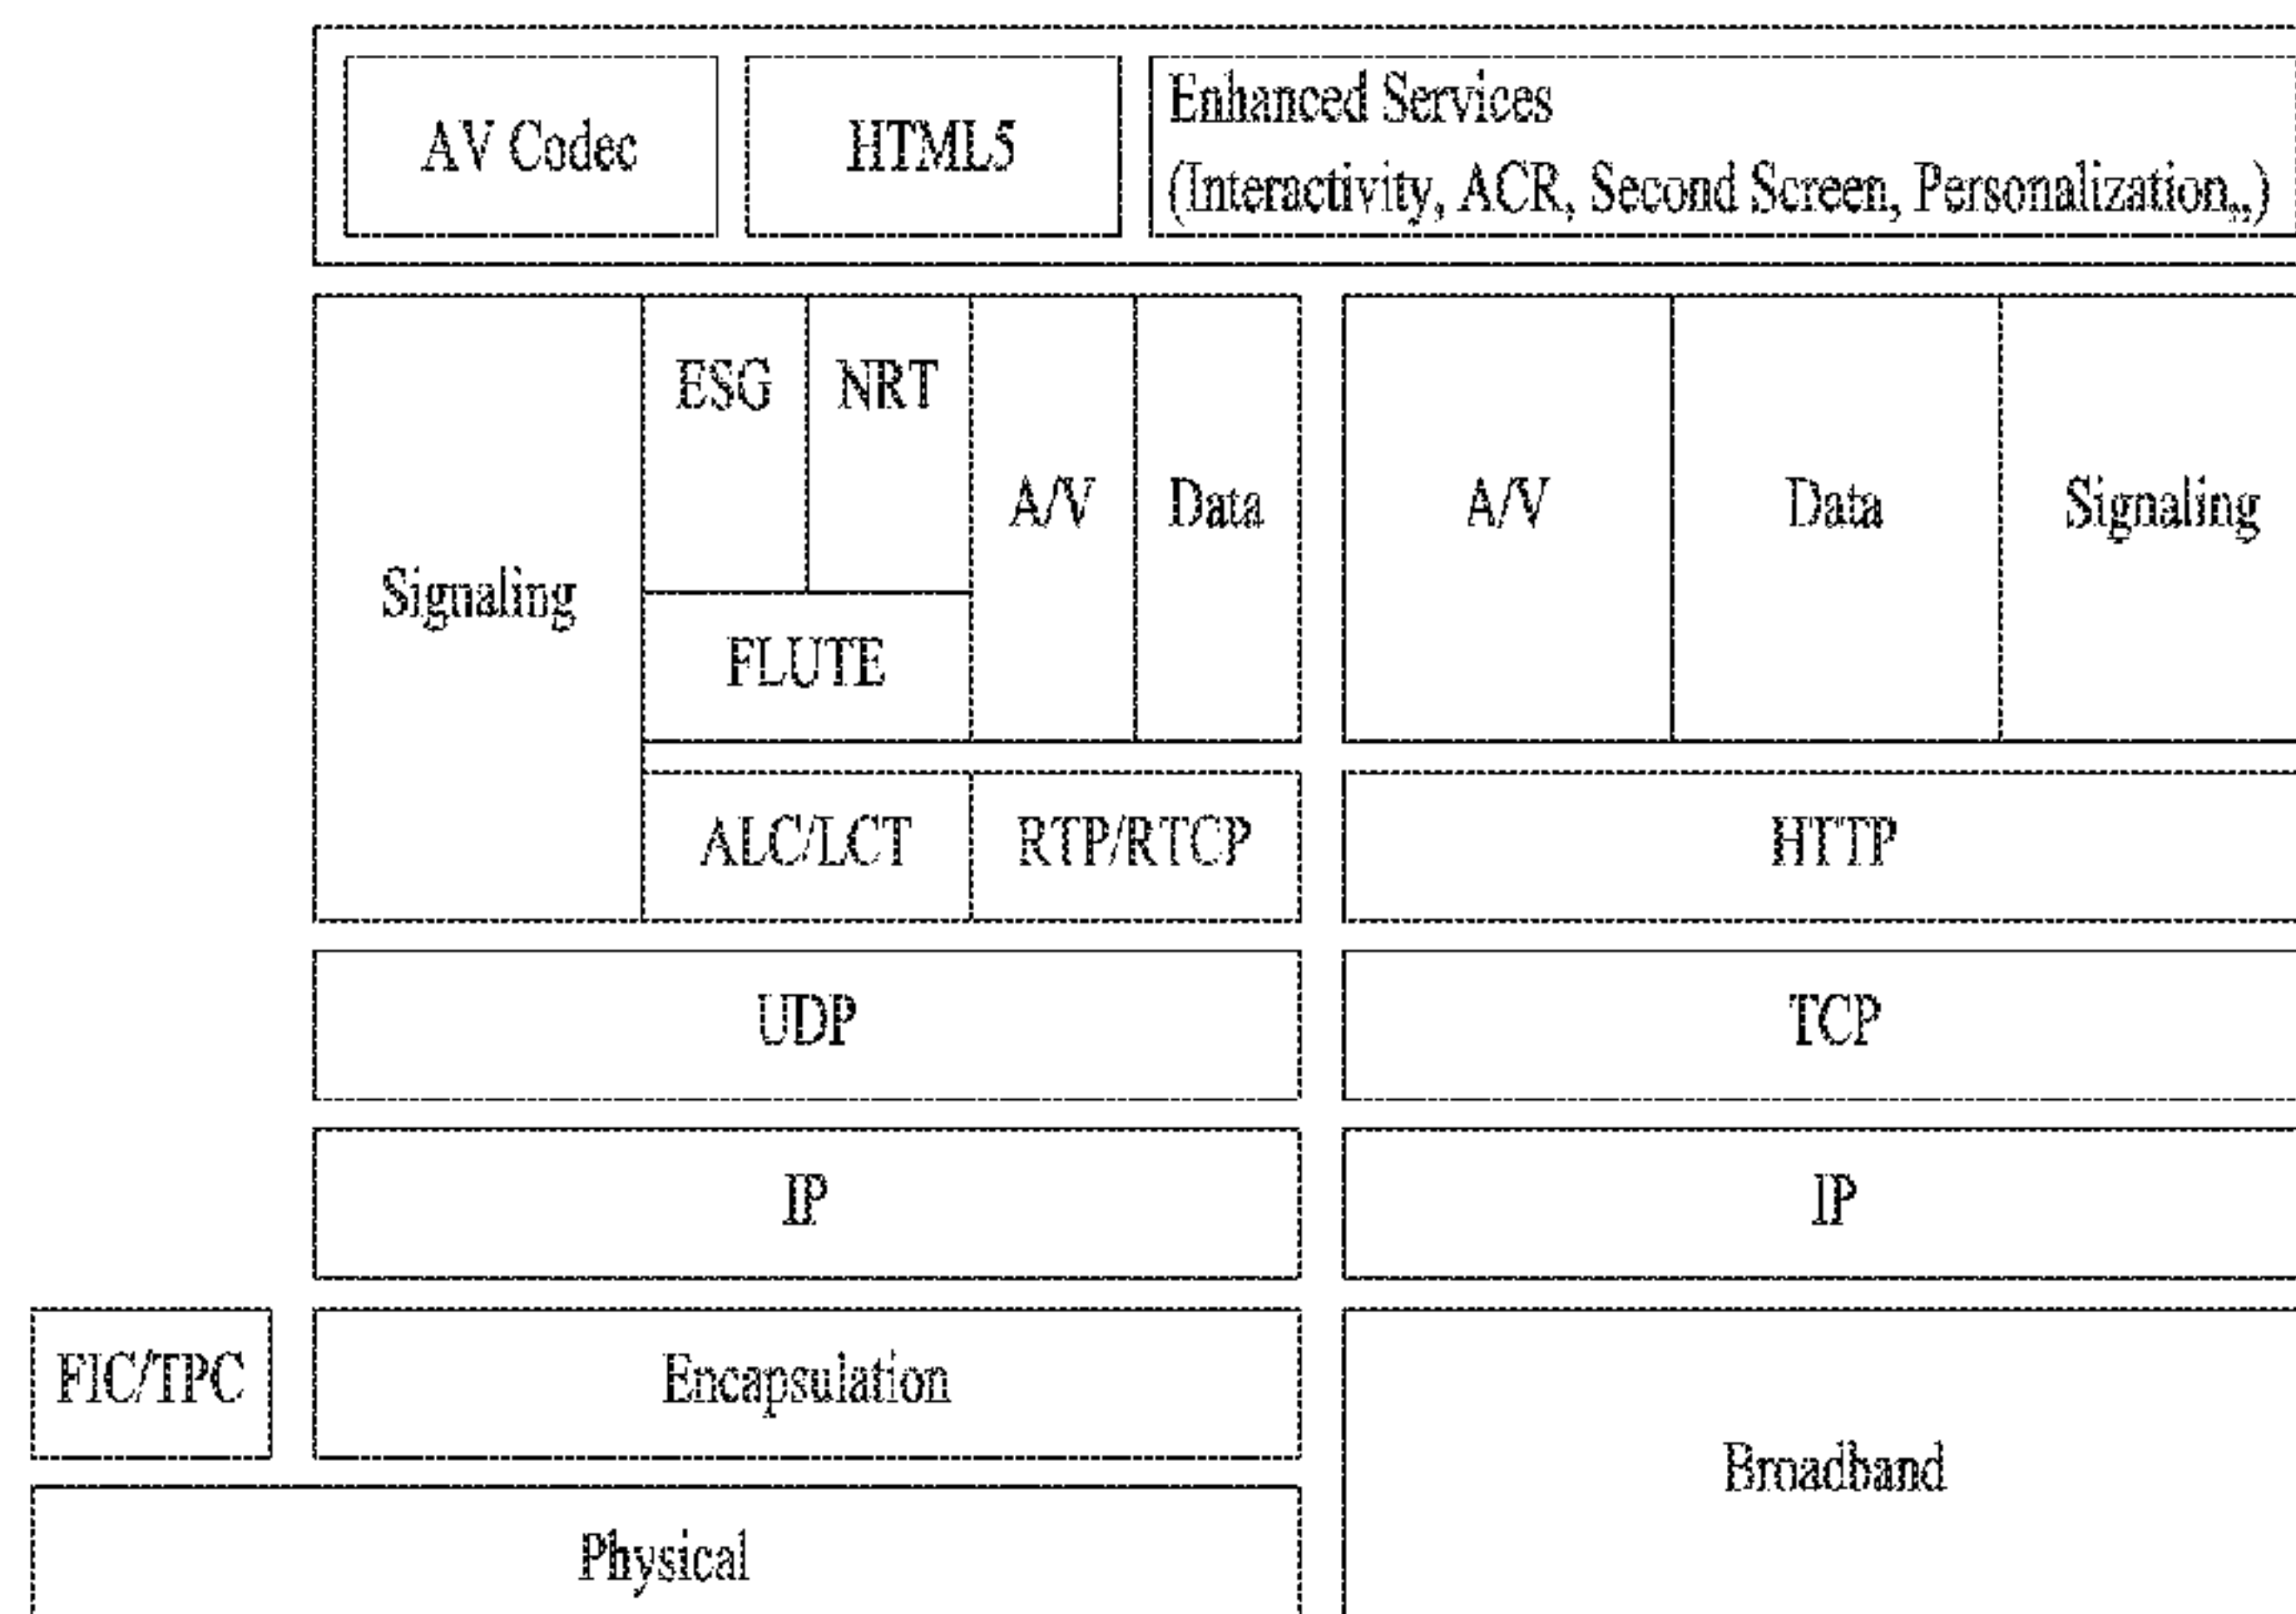 AV Codec
HTML5
Enhanced Services
(Interactivity, ACR, Second Screen, Personalization,,,)
Signaling
ESG
NRT
FLUTE
A/V
Data
ALC/LCT
RTP/RTCP
A/V
Data
Signaling
HTTP
UDP
TCP
IP
IP
FIC/TPC
Encapsulation
Broadband
Physical